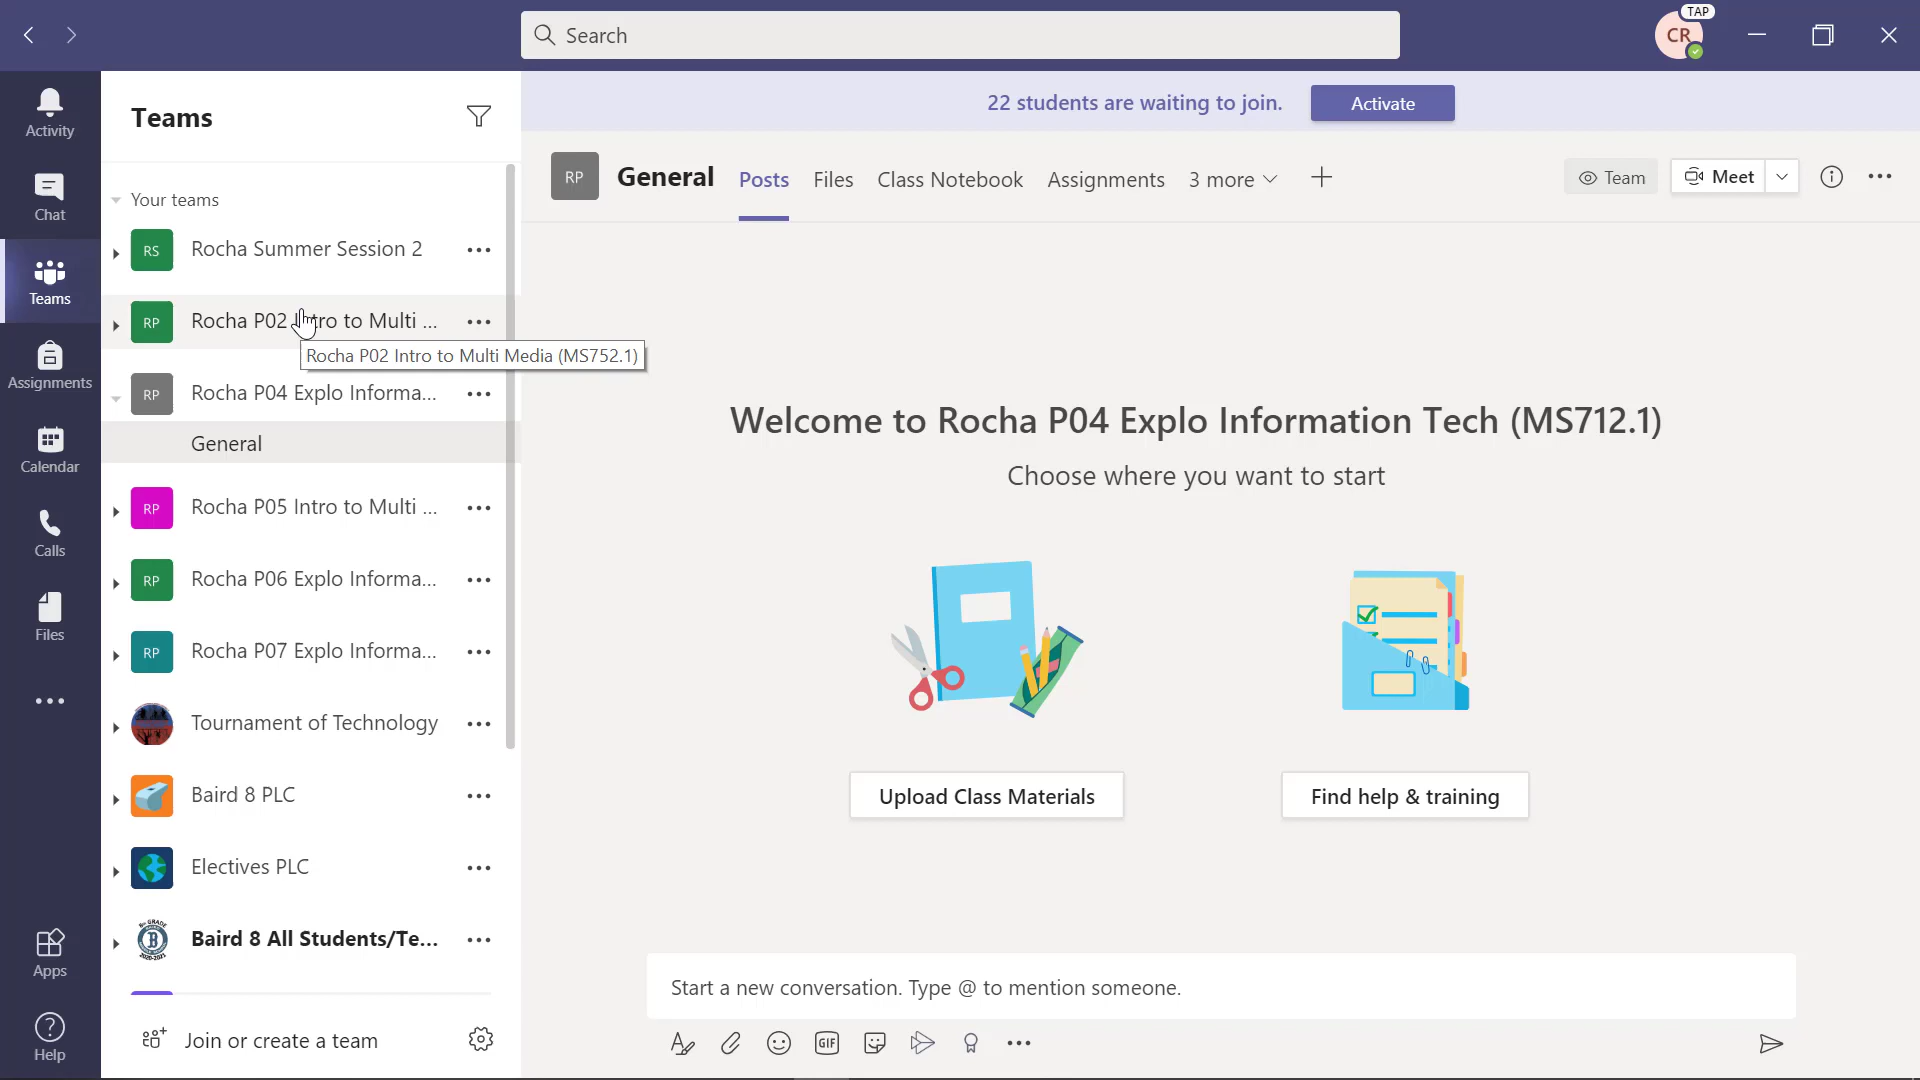 Search
CR
TAP
Activity
Chat
Teams
Assignments
Calendar
Calls
Files
Apps
Help
Teams
Your teams
RS Rocha Summer Session 2
RP Rocha P02 Intro to Multi ...
Rocha P02 Intro to Multi Media (MS752.1)
RP Rocha P04 Explo Informa...
General
RP Rocha P05 Intro to Multi ...
RP Rocha P06 Explo Informa...
RP Rocha P07 Explo Informa...
Tournament of Technology
Baird 8 PLC
Electives PLC
8th GRADE
B
2020-2021
Baird 8 All Students/Te...
Join or create a team
22 students are waiting to join. Activate
RP General Posts Files Class Notebook Assignments 3 more Team Meet
Welcome to Rocha P04 Explo Information Tech (MS712.1)
Choose where you want to start
Upload Class Materials
Find help & training
Start a new conversation. Type @ to mention someone.
GIF